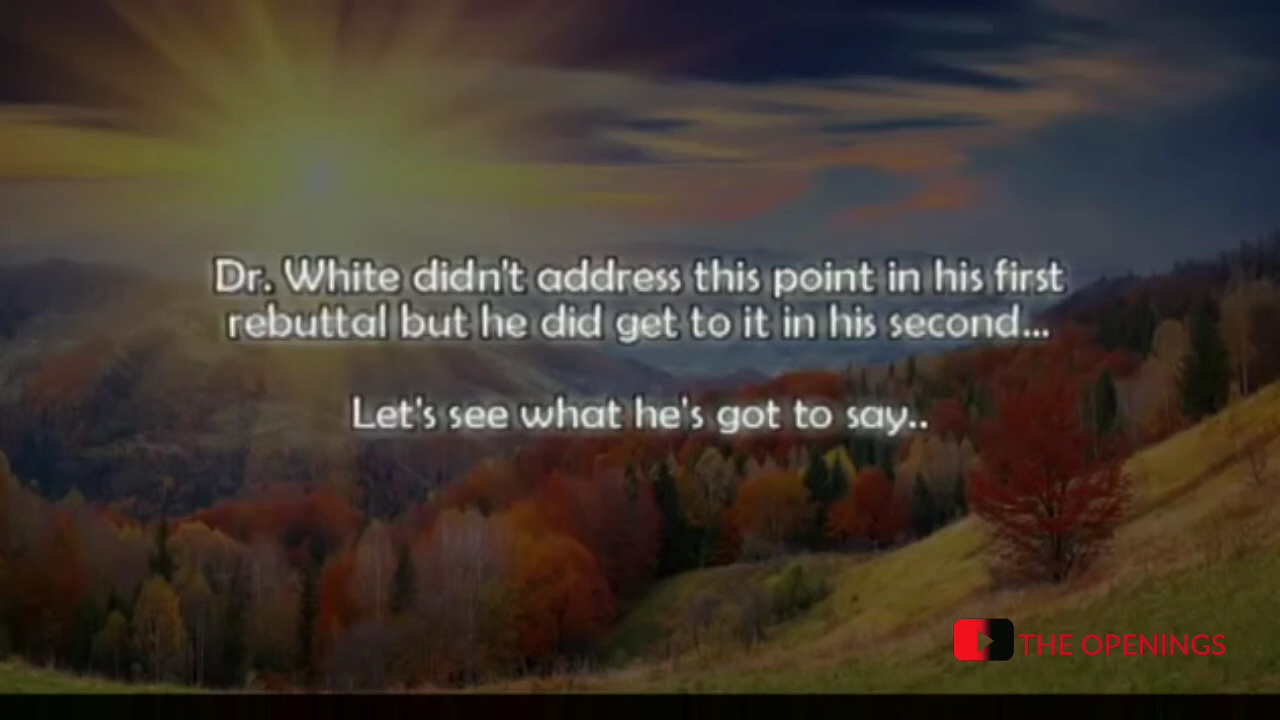 Dr. White didn't address this point in his first
rebuttal but he did get to it in his second...
Let's see what he's got to say..
THE OPENINGS